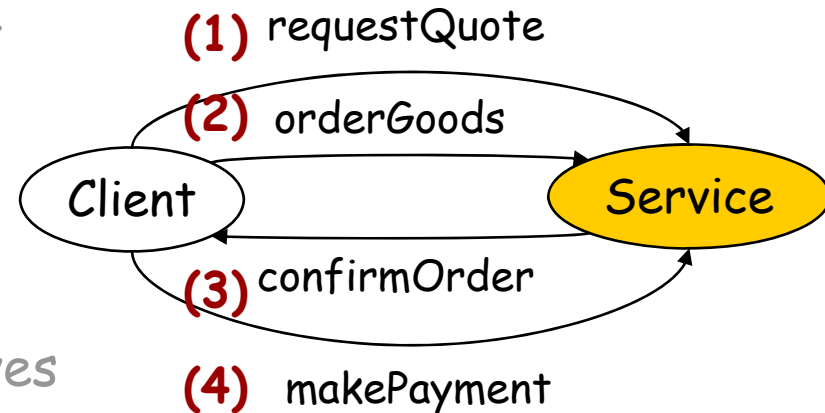 (1) requestQuote
(2) orderGoods
Client
Service
(3) confirmOrder
(4) makePayment